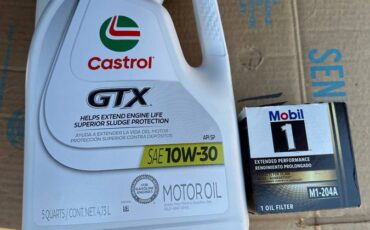 Castrol
GTX
HELPS EXTEND ENGINE LIFE
SUPERIOR SLUDGE PROTECTION
AYUDA A EXTENDER LA VIDA DEL MOTOR
PROTECCIÓN SUPERIOR CONTRA DEPÓSITOS
API SP
SAE 10W-30
MOTOR OIL
5 QUARTS / CONT. NET. 4,73 L
Mobil
1
EXTENDED PERFORMANCE
RENDIMIENTO PROLONGADO
M1-204A
1 OIL FILTER
SEN